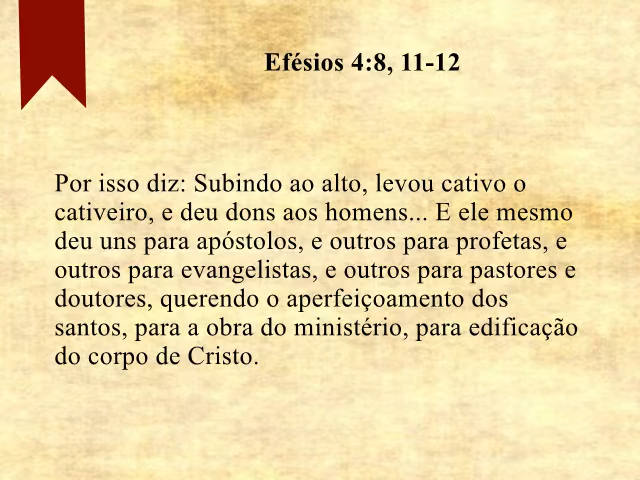 Efésios 4:8, 11-12
Por isso diz: Subindo ao alto, levou cativo o
cativeiro, e deu dons aos homens... E ele mesmo
deu uns para apóstolos, e outros para profetas, e
outros para evangelistas, e outros para pastores e
doutores, querendo o aperfeiçoamento dos
santos, para a obra do ministério, para edificação
do corpo de Cristo.